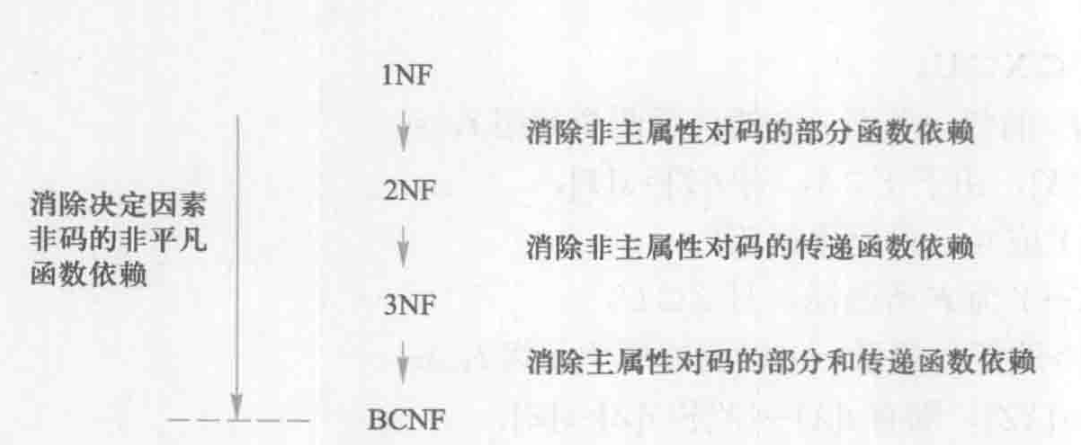 1NF
消除非主属性对码的部分函数依赖
2NF
消除决定因素
非码的非平凡
函数依赖
消除非主属性对码的传递函数依赖
3NF
消除主属性对码的部分和传递函数依赖
BCNF